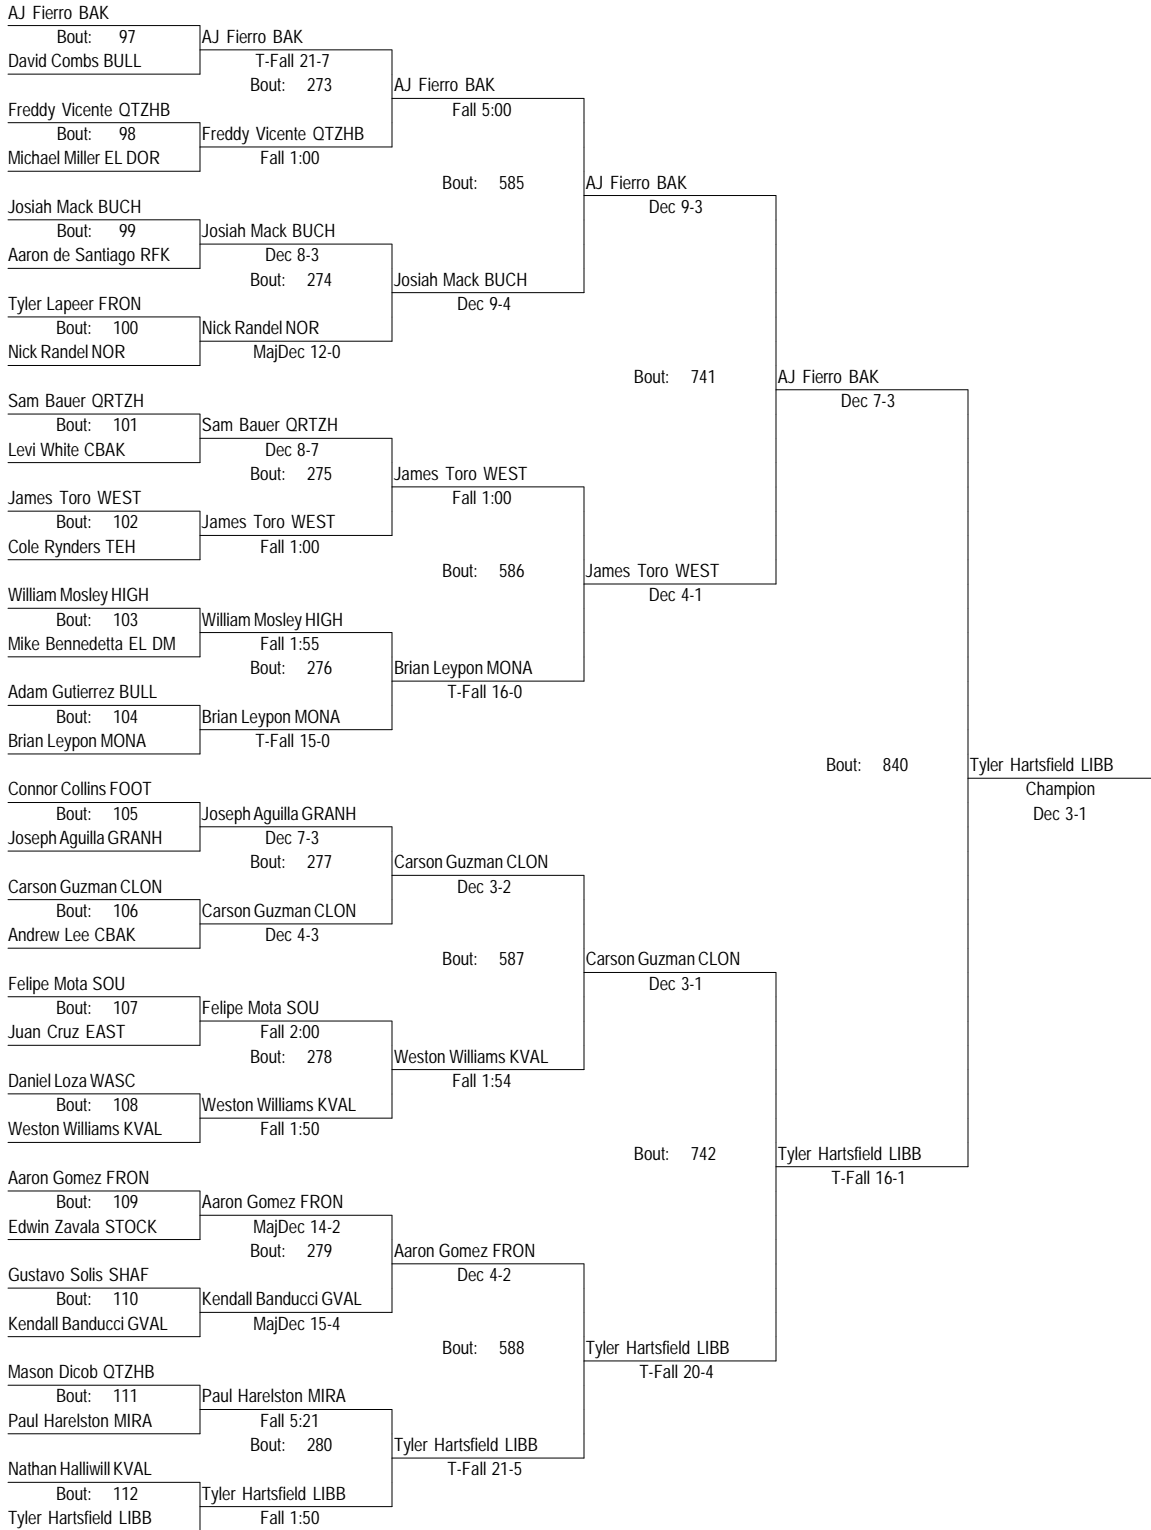 AJ Fierro BAK
Bout: 97
AJ Fierro BAK
David Combs BULL
T-Fall 21-7
Bout: 273
AJ Fierro BAK
Freddy Vicente QTZHB
Fall 5:00
Bout: 98
Freddy Vicente QTZHB
Michael Miller EL DOR
Fall 1:00
Bout: 585
AJ Fierro BAK
Josiah Mack BUCH
Dec 9-3
Bout: 99
Josiah Mack BUCH
Aaron de Santiago RFK
Dec 8-3
Bout: 274
Josiah Mack BUCH
Tyler Lapeer FRON
Dec 9-4
Bout: 100
Nick Randel NOR
Nick Randel NOR
MajDec 12-0
Bout: 741
AJ Fierro BAK
Sam Bauer QRTZH
Dec 7-3
Bout: 101
Sam Bauer QRTZH
Levi White CBAK
Dec 8-7
Bout: 275
James Toro WEST
James Toro WEST
Fall 1:00
Bout: 102
James Toro WEST
Cole Rynders TEH
Fall 1:00
Bout: 586
James Toro WEST
William Mosley HIGH
Dec 4-1
Bout: 103
William Mosley HIGH
Mike Bennedetta EL DM
Fall 1:55
Bout: 276
Brian Leypon MONA
Adam Gutierrez BULL
T-Fall 16-0
Bout: 104
Brian Leypon MONA
Brian Leypon MONA
T-Fall 15-0
Bout: 840
Tyler Hartsfield LIBB
Connor Collins FOOT
Champion
Bout: 105
Joseph Aguilla GRANH
Dec 3-1
Joseph Aguilla GRANH
Dec 7-3
Bout: 277
Carson Guzman CLON
Carson Guzman CLON
Dec 3-2
Bout: 106
Carson Guzman CLON
Andrew Lee CBAK
Dec 4-3
Bout: 587
Carson Guzman CLON
Felipe Mota SOU
Dec 3-1
Bout: 107
Felipe Mota SOU
Juan Cruz EAST
Fall 2:00
Bout: 278
Weston Williams KVAL
Daniel Loza WASC
Fall 1:54
Bout: 108
Weston Williams KVAL
Weston Williams KVAL
Fall 1:50
Bout: 742
Tyler Hartsfield LIBB
Aaron Gomez FRON
T-Fall 16-1
Bout: 109
Aaron Gomez FRON
Edwin Zavala STOCK
MajDec 14-2
Bout: 279
Aaron Gomez FRON
Gustavo Solis SHAF
Dec 4-2
Bout: 110
Kendall Banducci GVAL
Kendall Banducci GVAL
MajDec 15-4
Bout: 588
Tyler Hartsfield LIBB
Mason Dicob QTZHB
T-Fall 20-4
Bout: 111
Paul Harelston MIRA
Paul Harelston MIRA
Fall 5:21
Bout: 280
Tyler Hartsfield LIBB
Nathan Halliwill KVAL
T-Fall 21-5
Bout: 112
Tyler Hartsfield LIBB
Tyler Hartsfield LIBB
Fall 1:50